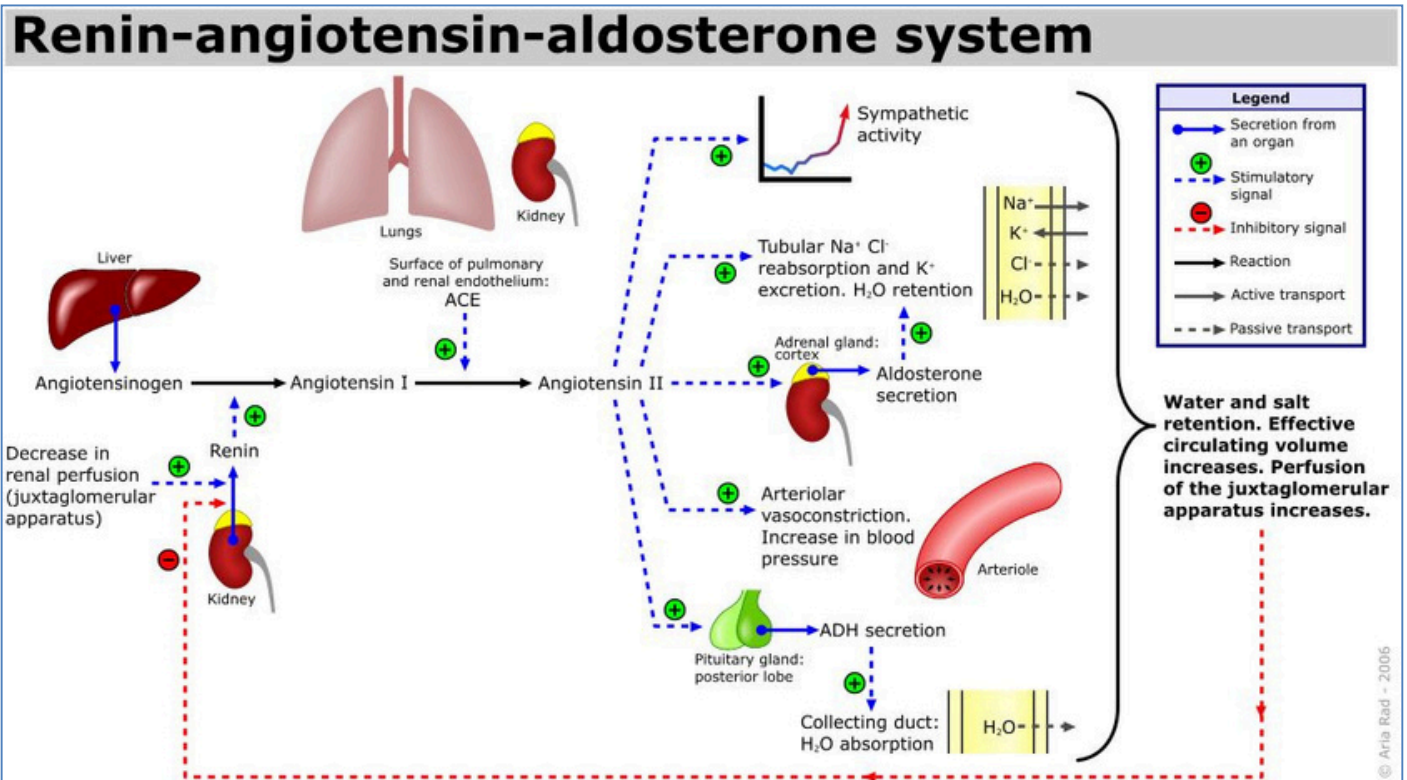 Renin-angiotensin-aldosterone system
Lungs
Kidney
Liver
Surface of pulmonary
and renal endothelium:
ACE
Angiotensinogen
Angiotensin I
Angiotensin II
Decrease in
renal perfusion
(juxtaglomerular
apparatus)
Renin
Kidney
Sympathetic
activity
Tubular Na⁺ Cl⁻
reabsorption and K⁺
excretion. H₂O retention
Na⁺
K⁺
Cl⁻
H₂O
Adrenal gland:
cortex
Aldosterone
secretion
Arteriolar
vasoconstriction.
Increase in blood
pressure
Arteriole
Pituitary gland:
posterior lobe
ADH secretion
Collecting duct:
H₂O absorption
H₂O
Legend
Secretion from
an organ
Stimulatory
signal
Inhibitory signal
Reaction
Active transport
Passive transport
Water and salt
retention. Effective
circulating volume
increases. Perfusion
of the juxtaglomerular
apparatus increases.
© Aria Rad - 2006